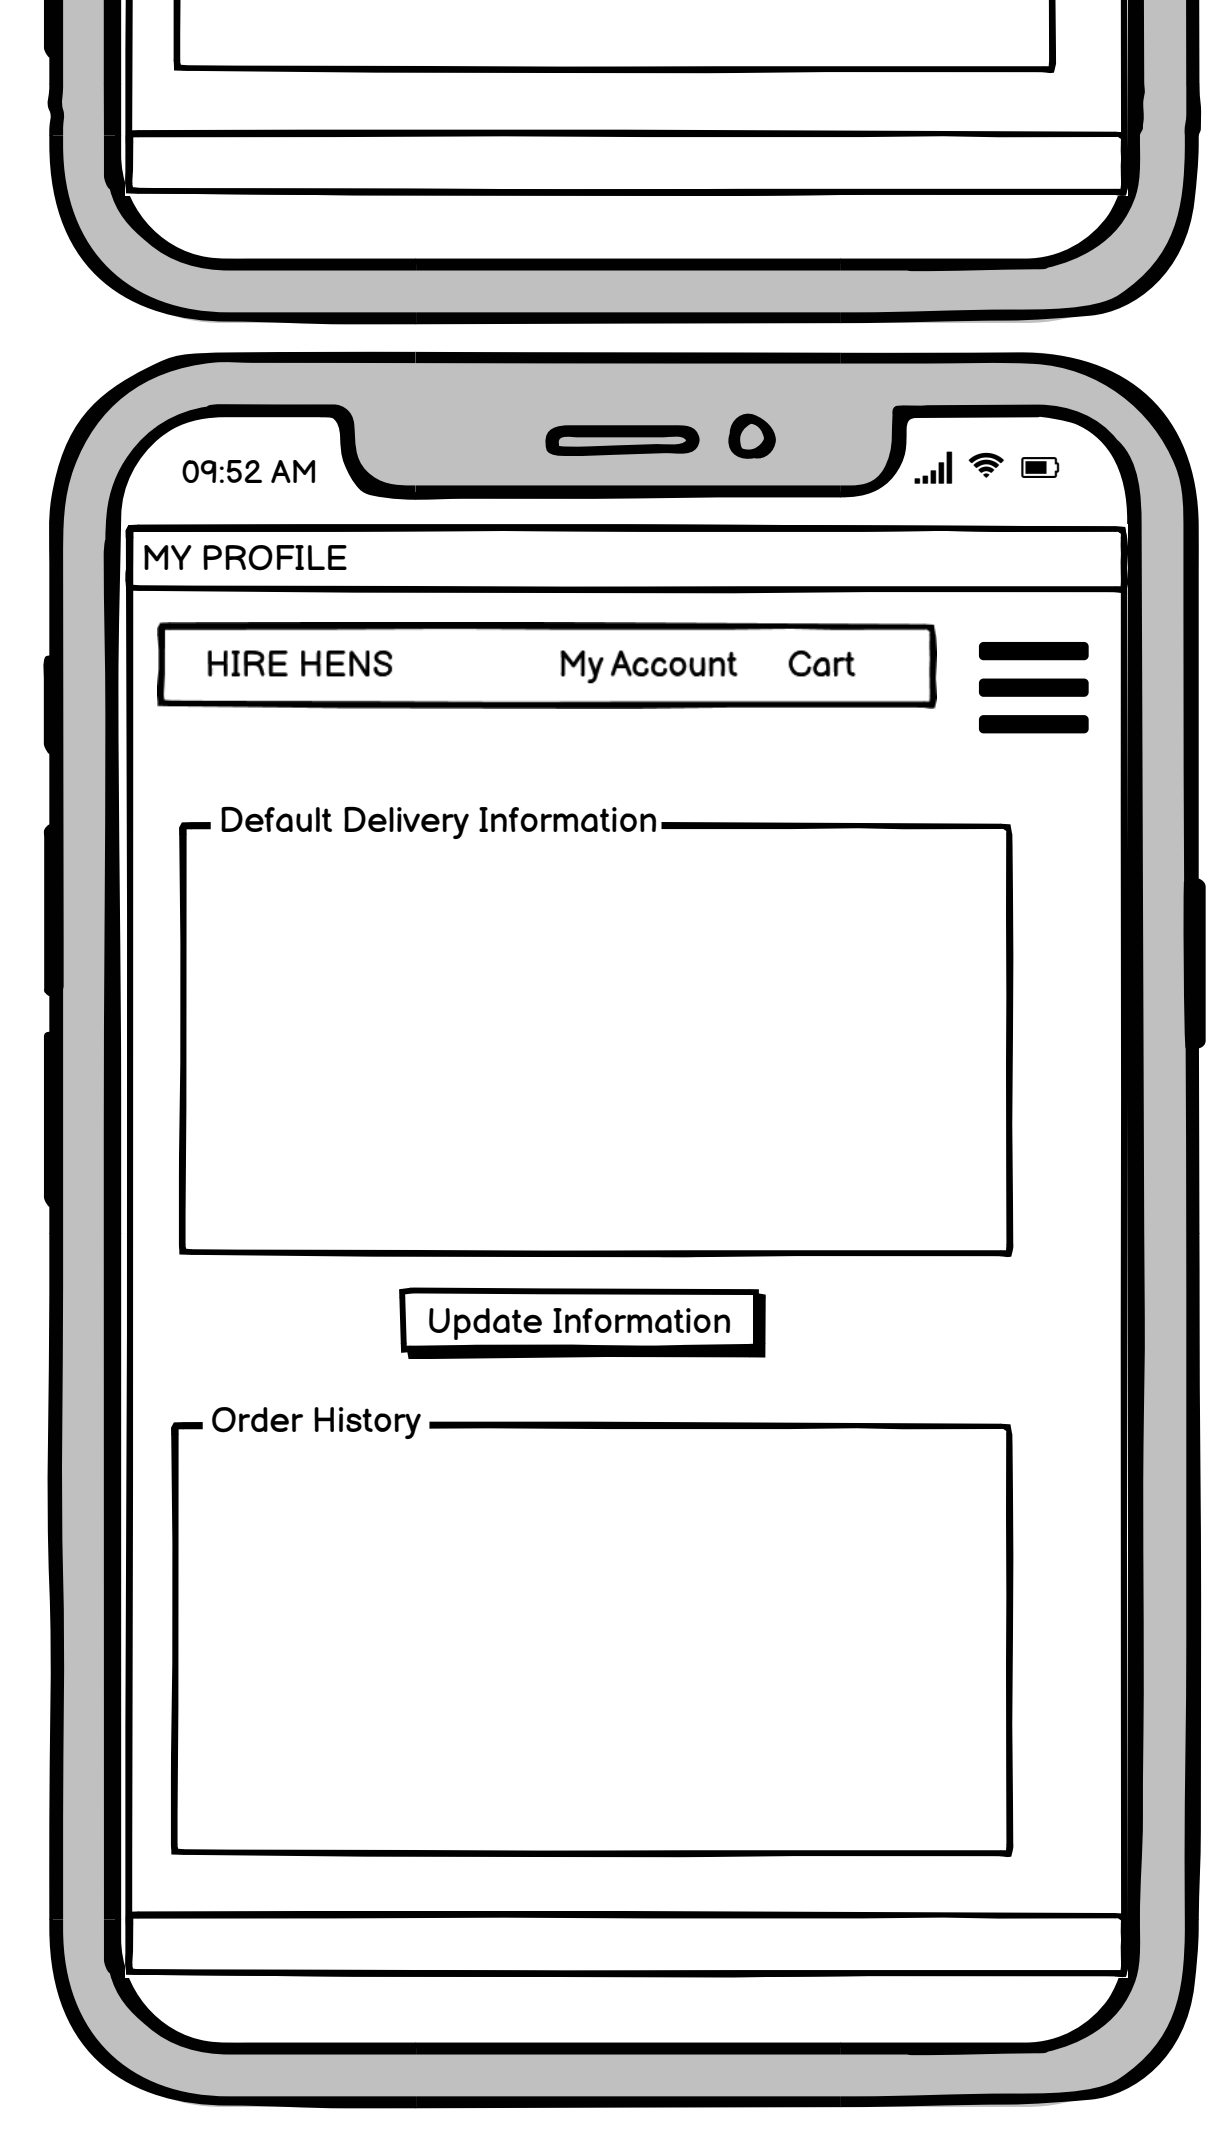 09:52 AM
MY PROFILE
HIRE HENS My Account Cart
Default Delivery Information
Update Information
Order History